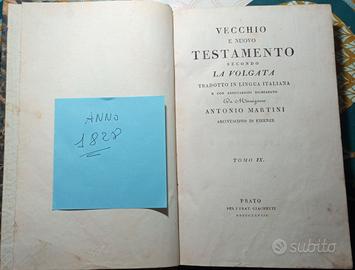 ANNO
1828
VECCHIO
E NUOVO
TESTAMENTO
SECONDO
LA VOLGATA
TRADOTTO IN LINGUA ITALIANA
E CON ANNOTAZIONI DICHIARATO
Da Monsignore
ANTONIO MARTINI
ARCIVESCOVO DI FIRENZE
TOMO IX.
PRATO
PER I FRAT. GIACHETTI
subito